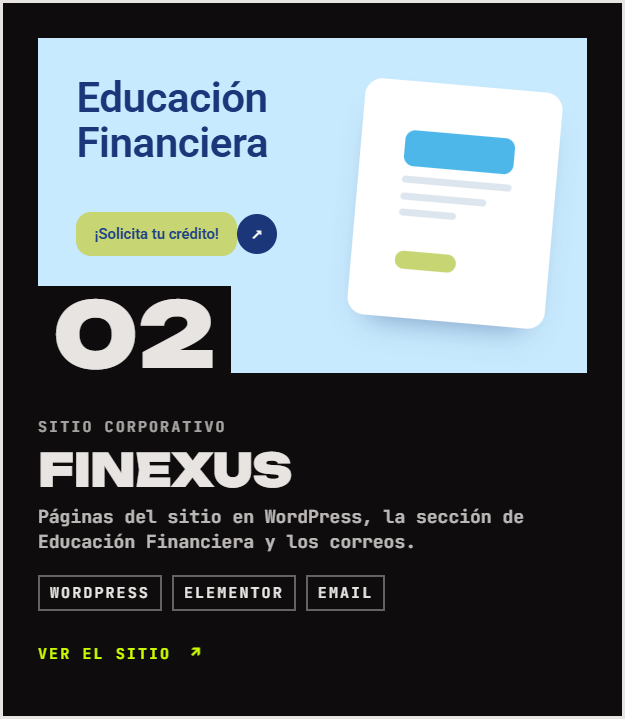 Educación
Financiera
¡Solicita tu crédito! ↗
02
SITIO CORPORATIVO
FINEXUS
Páginas del sitio en WordPress, la sección de
Educación Financiera y los correos.
WORDPRESS ELEMENTOR EMAIL
VER EL SITIO ↗